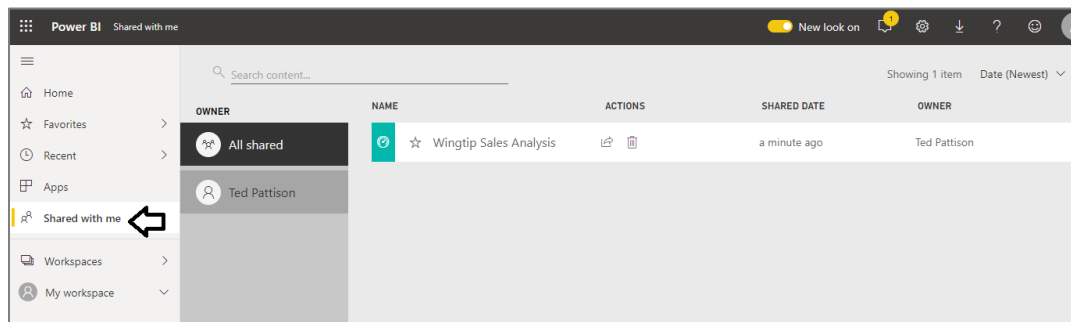 Power BI Shared with me
New look on
1
?
Search content...
Showing 1 item Date (Newest)
Home
Favorites
Recent
Apps
Shared with me
Workspaces
My workspace
OWNER
All shared
Ted Pattison
NAME ACTIONS SHARED DATE OWNER
Wingtip Sales Analysis a minute ago Ted Pattison